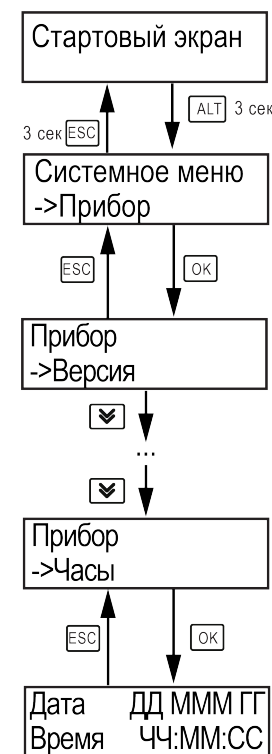 Стартовый экран
ALT 3 сек
3 сек ESC
Системное меню
->Прибор
ESC OK
Прибор
->Версия
...
Прибор
->Часы
ESC OK
Дата ДД МММ ГГ
Время ЧЧ:ММ:СС